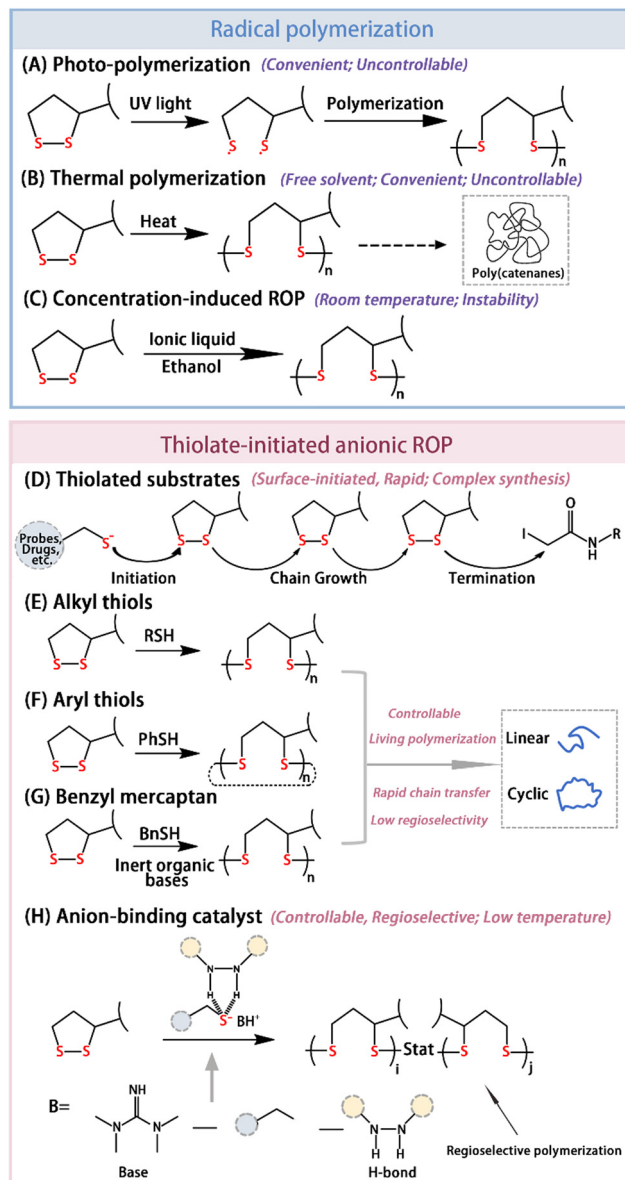 Radical polymerization
(A) Photo-polymerization (Convenient; Uncontrollable)
UV light
Polymerization
S S
S S
S S
n
(B) Thermal polymerization (Free solvent; Convenient; Uncontrollable)
Heat
S S
S S
n
Poly(catenanes)
(C) Concentration-induced ROP (Room temperature; Instability)
Ionic liquid
Ethanol
S S
S S
n
Thiolate-initiated anionic ROP
(D) Thiolated substrates (Surface-initiated, Rapid; Complex synthesis)
Probes,
Drugs,
etc.
S-
S S
S S
S S
I
O
N
H
R
Initiation
Chain Growth
Termination
(E) Alkyl thiols
RSH
S S
S S
n
(F) Aryl thiols
PhSH
S S
S S
n
(G) Benzyl mercaptan
BnSH
Inert organic
bases
S S
S S
n
Controllable
Living polymerization
Rapid chain transfer
Low regioselectivity
Linear
Cyclic
(H) Anion-binding catalyst (Controllable, Regioselective; Low temperature)
N N
H H
S- BH+
S S
S S
i
Stat
S S
j
B=
NH
N N
Base
N N
H H
H-bond
Regioselective polymerization